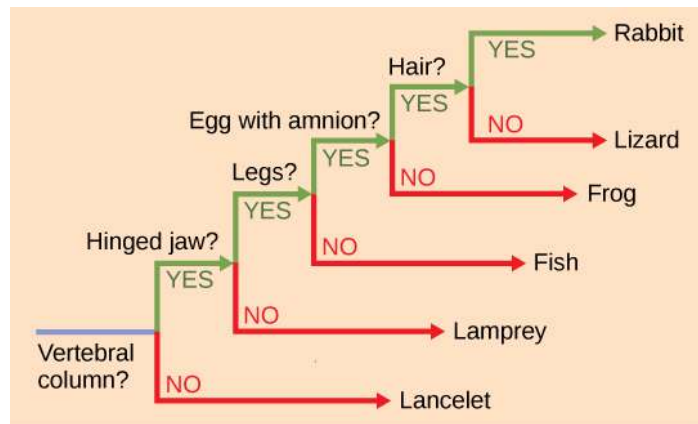 YES
Rabbit
Hair?
YES
NO
Lizard
Egg with amnion?
YES
NO
Frog
Legs?
YES
NO
Fish
Hinged jaw?
YES
NO
Lamprey
Vertebral
column?
NO
Lancelet